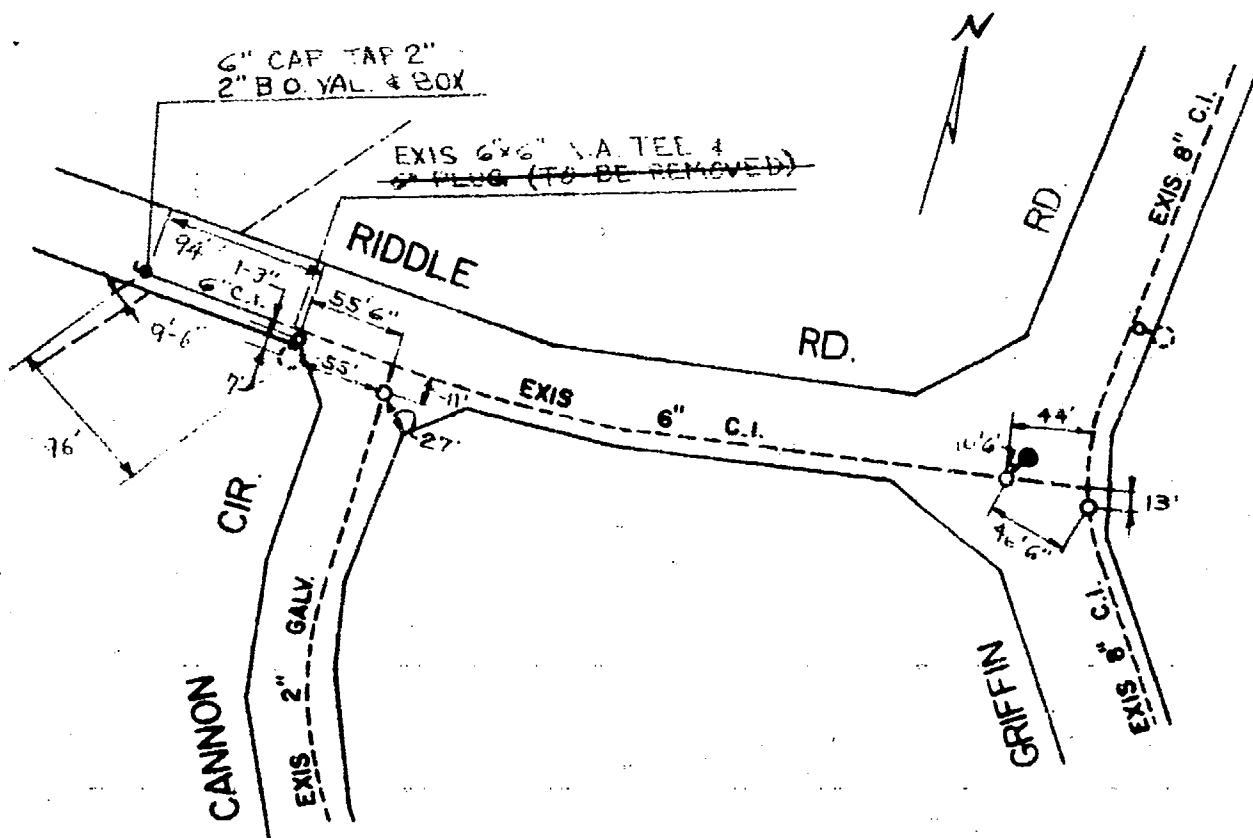 N
6" CAP TAP 2"
2" B.O. VAL. & BOX
EXIS 6"x6" A. TEE &
6" PLUG (TO BE REMOVED)
RIDDLE
RD.
RD.
EXIS 8" C.I.
94'
1-3"
6" C.I.
55'6"
9'-6"
7'
55'
11'
27'
96'
EXIS 6" C.I.
44'
13'
46'6"
CIR.
CANNON
EXIS 2" GALV.
GRIFFIN
EXIS 8" C.I.